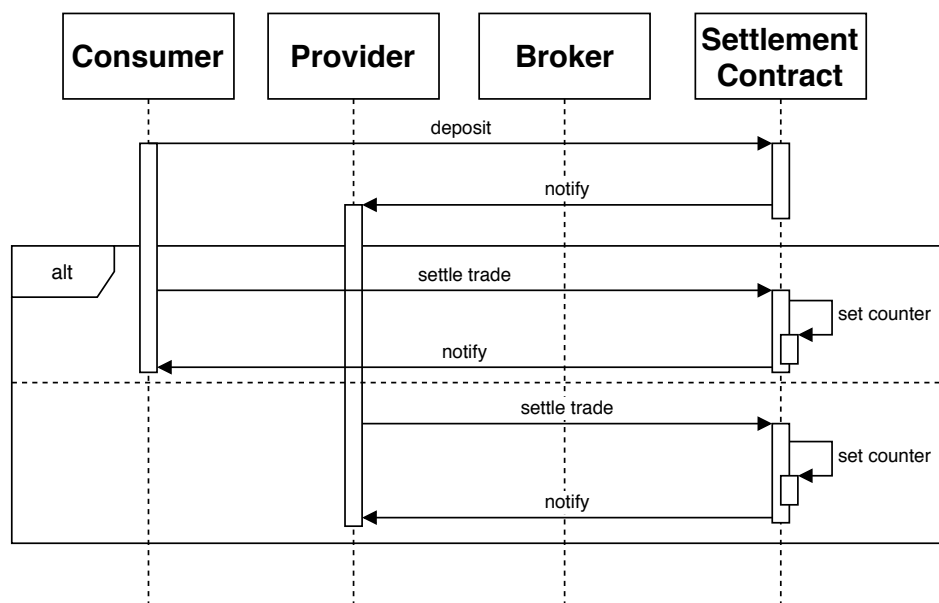 Consumer
Provider
Broker
Settlement
Contract
deposit
notify
alt
settle trade
set counter
notify
settle trade
set counter
notify